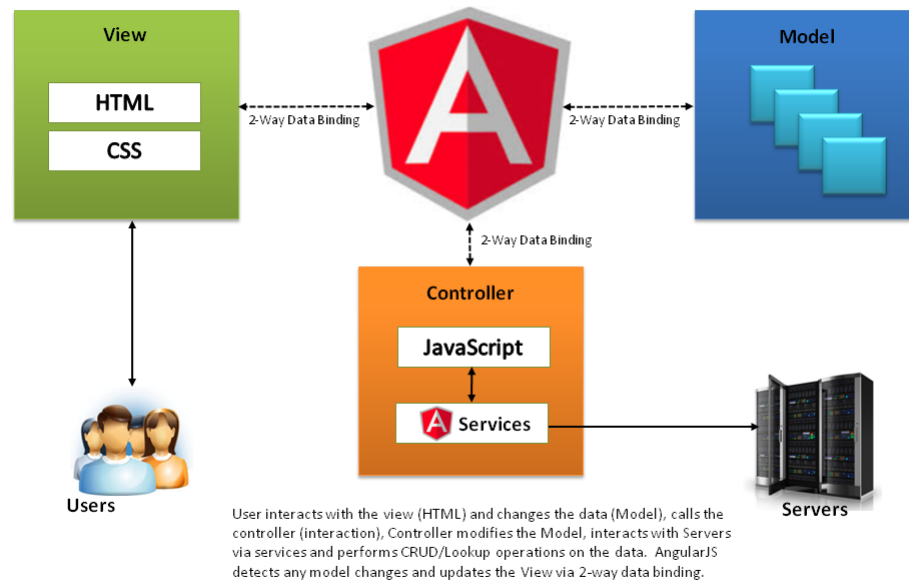 View
HTML
CSS
2-Way Data Binding
A
2-Way Data Binding
Model
2-Way Data Binding
Controller
JavaScript
A Services
Users
Servers
User interacts with the view (HTML) and changes the data (Model), calls the
controller (interaction), Controller modifies the Model, interacts with Servers
via services and performs CRUD/Lookup operations on the data.  AngularJS
detects any model changes and updates the View via 2-way data binding.